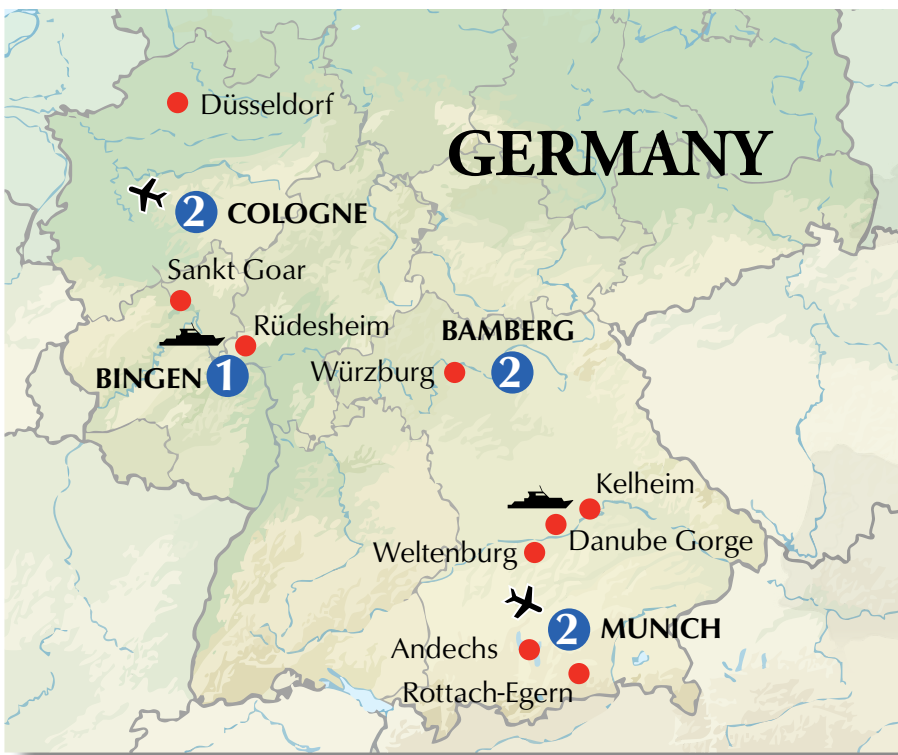 Düsseldorf
GERMANY
2 COLOGNE
Sankt Goar
Rüdesheim
BAMBERG
BINGEN 1
Würzburg
2
Kelheim
Danube Gorge
Weltenburg
2 MUNICH
Andechs
Rottach-Egern